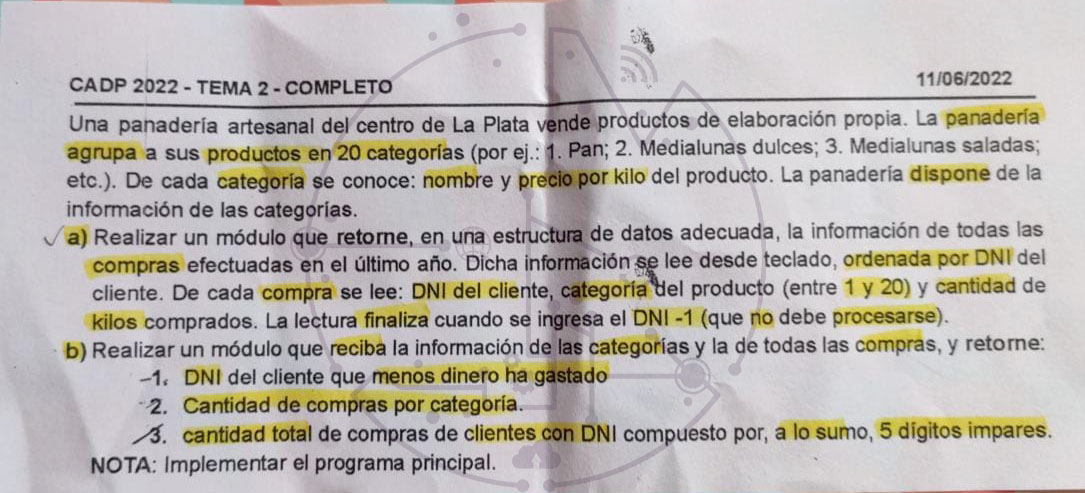 CADP 2022 - TEMA 2 - COMPLETO 11/06/2022
Una panadería artesanal del centro de La Plata vende productos de elaboración propia. La panadería
agrupa a sus productos en 20 categorías (por ej.: 1. Pan; 2. Medialunas dulces; 3. Medialunas saladas;
etc.). De cada categoría se conoce: nombre y precio por kilo del producto. La panadería dispone de la
información de las categorías.
a) Realizar un módulo que retorne, en una estructura de datos adecuada, la información de todas las
compras efectuadas en el último año. Dicha información se lee desde teclado, ordenada por DNI del
cliente. De cada compra se lee: DNI del cliente, categoría del producto (entre 1 y 20) y cantidad de
kilos comprados. La lectura finaliza cuando se ingresa el DNI -1 (que no debe procesarse).
b) Realizar un módulo que reciba la información de las categorías y la de todas las compras, y retorne:
1. DNI del cliente que menos dinero ha gastado
2. Cantidad de compras por categoría.
3. cantidad total de compras de clientes con DNI compuesto por, a lo sumo, 5 dígitos impares.
NOTA: Implementar el programa principal.